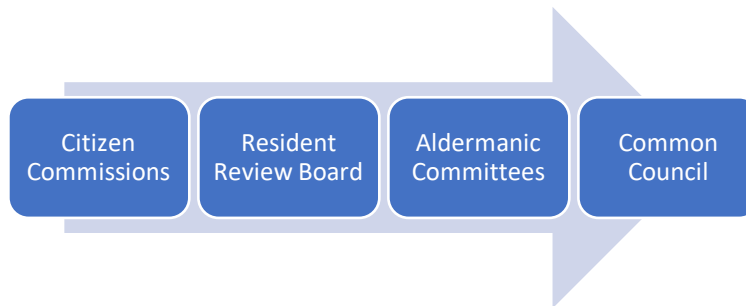 Citizen
Commissions
Resident
Review Board
Aldermanic
Committees
Common
Council